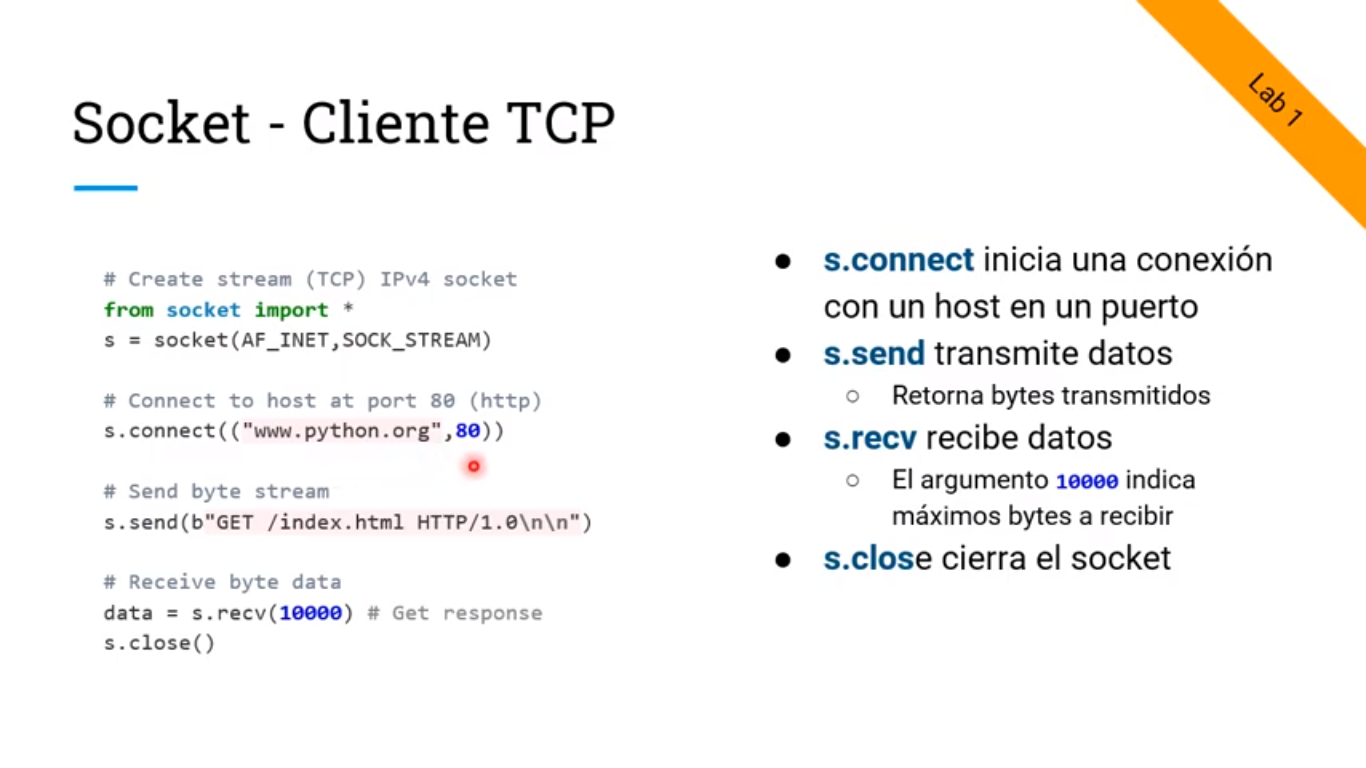 Lab 1
Socket - Cliente TCP
# Create stream (TCP) IPv4 socket
from socket import *
s = socket(AF_INET,SOCK_STREAM)
# Connect to host at port 80 (http)
s.connect(("www.python.org",80))
# Send byte stream
s.send(b"GET /index.html HTTP/1.0\n\n")
# Receive byte data
data = s.recv(10000) # Get response
s.close()
● s.connect inicia una conexión
con un host en un puerto
● s.send transmite datos
○ Retorna bytes transmitidos
● s.recv recibe datos
○ El argumento 10000 indica
máximos bytes a recibir
● s.close cierra el socket